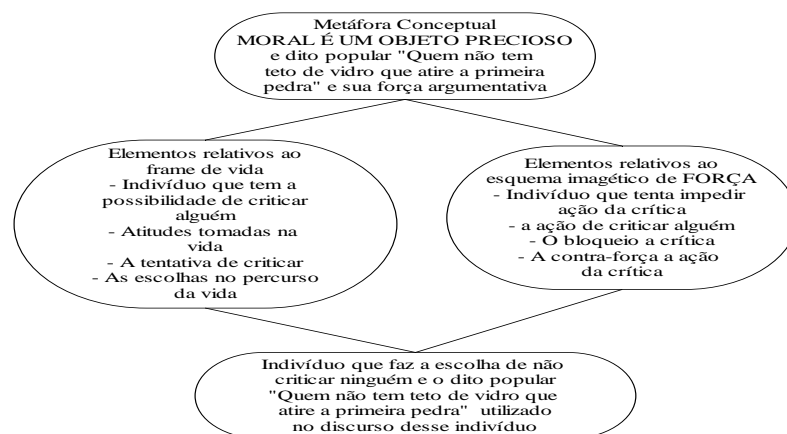 Metáfora Conceptual
MORAL É UM OBJETO PRECIOSO
e dito popular "Quem não tem
teto de vidro que atire a primeira
pedra" e sua força argumentativa
Elementos relativos ao
frame de vida
- Indivíduo que tem a
possibilidade de criticar
alguém
- Atitudes tomadas na
vida
- A tentativa de criticar
- As escolhas no percurso
da vida
Elementos relativos ao
esquema imagético de FORÇA
- Indivíduo que tenta impedir
ação da crítica
- a ação de criticar alguém
- O bloqueio a crítica
- A contra-força a ação
da crítica
Indivíduo que faz a escolha de não
criticar ninguém e o dito popular
"Quem não tem teto de vidro que
atire a primeira pedra" utilizado
no discurso desse indivíduo